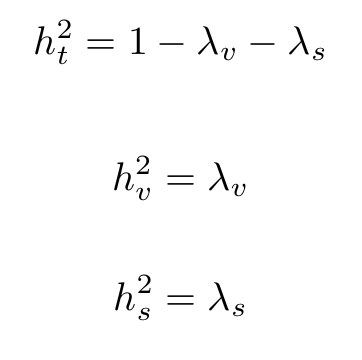 h_t^2 = 1 − λ_v − λ_s
h_v^2 = λ_v
h_s^2 = λ_s